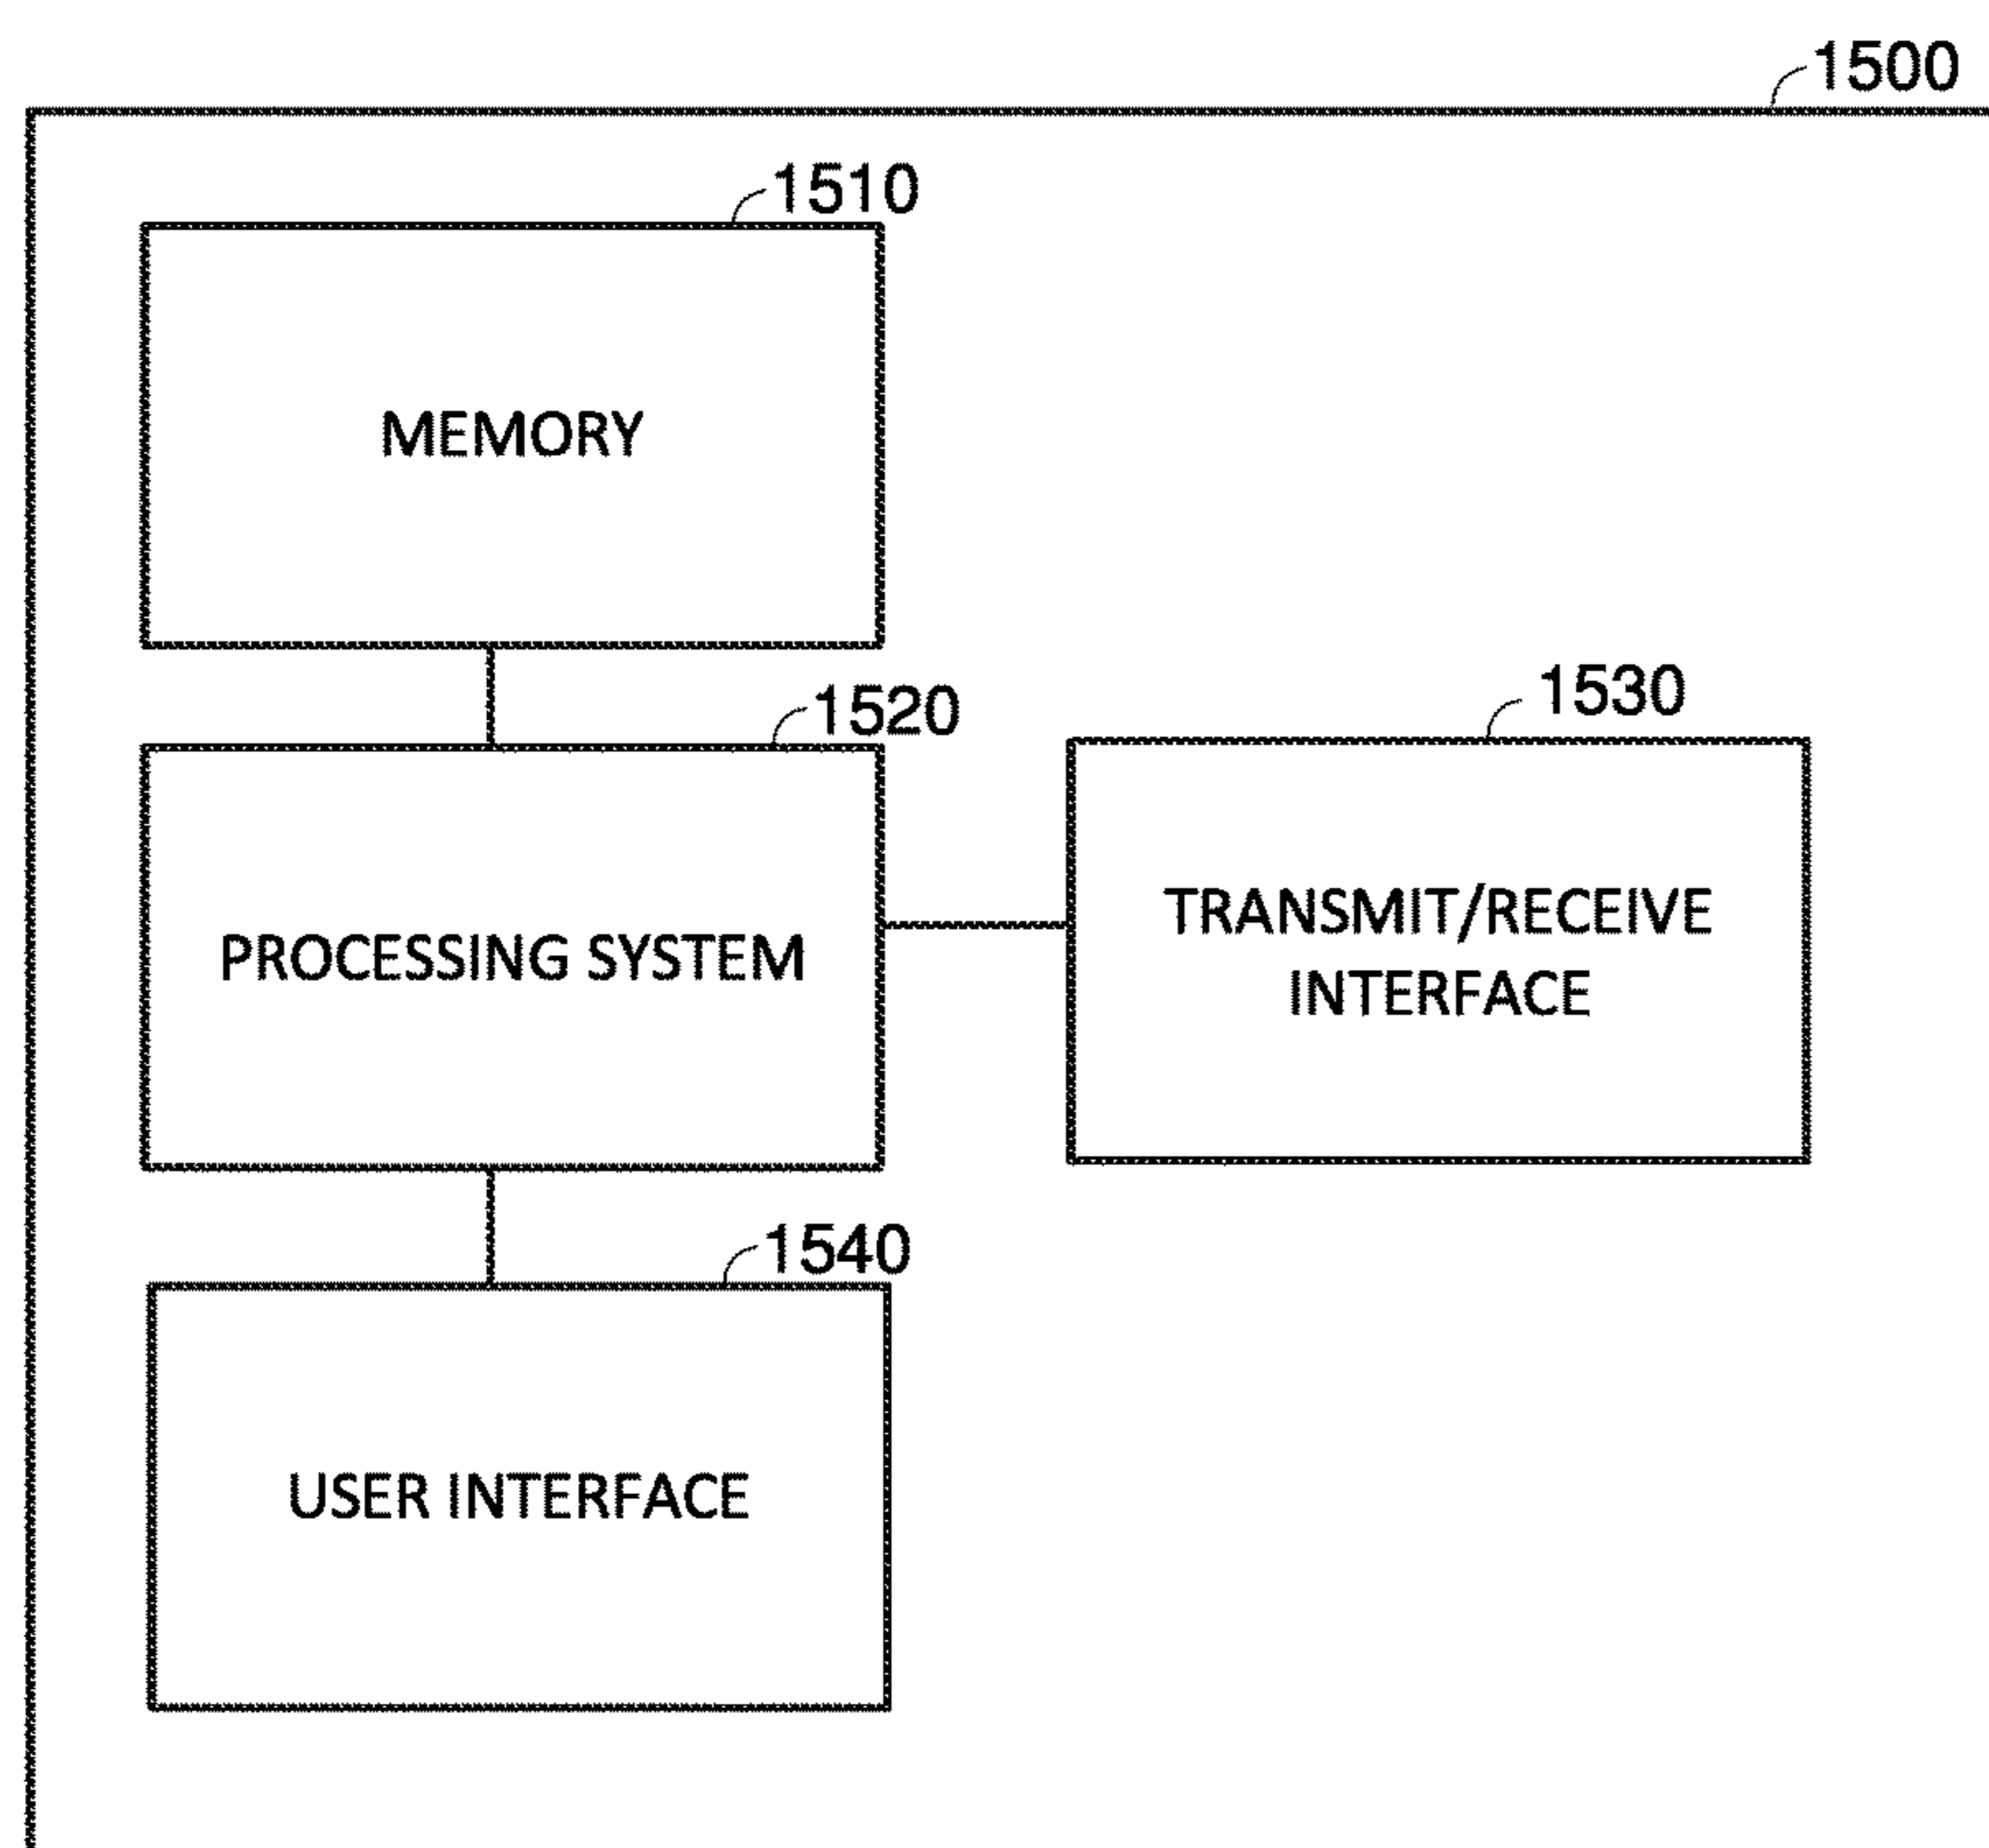 1500
1510
MEMORY
1520
1530
PROCESSING SYSTEM
TRANSMIT/RECEIVE
INTERFACE
1540
USER INTERFACE